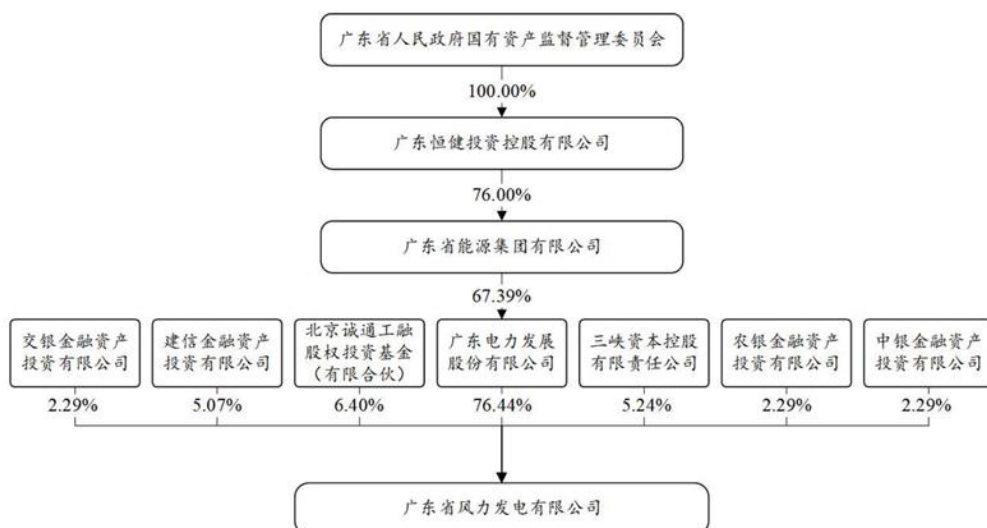 广东省人民政府国有资产监督管理委员会
100.00%
广东恒健投资控股有限公司
76.00%
广东省能源集团有限公司
67.39%
交银金融资产
投资有限公司
建信金融资产
投资有限公司
北京诚通工融
股权投资基金
（有限合伙）
广东电力发展
股份有限公司
三峡资本控股
有限责任公司
农银金融资产
投资有限公司
中银金融资产
投资有限公司
2.29%
5.07%
6.40%
76.44%
5.24%
2.29%
2.29%
广东省风力发电有限公司